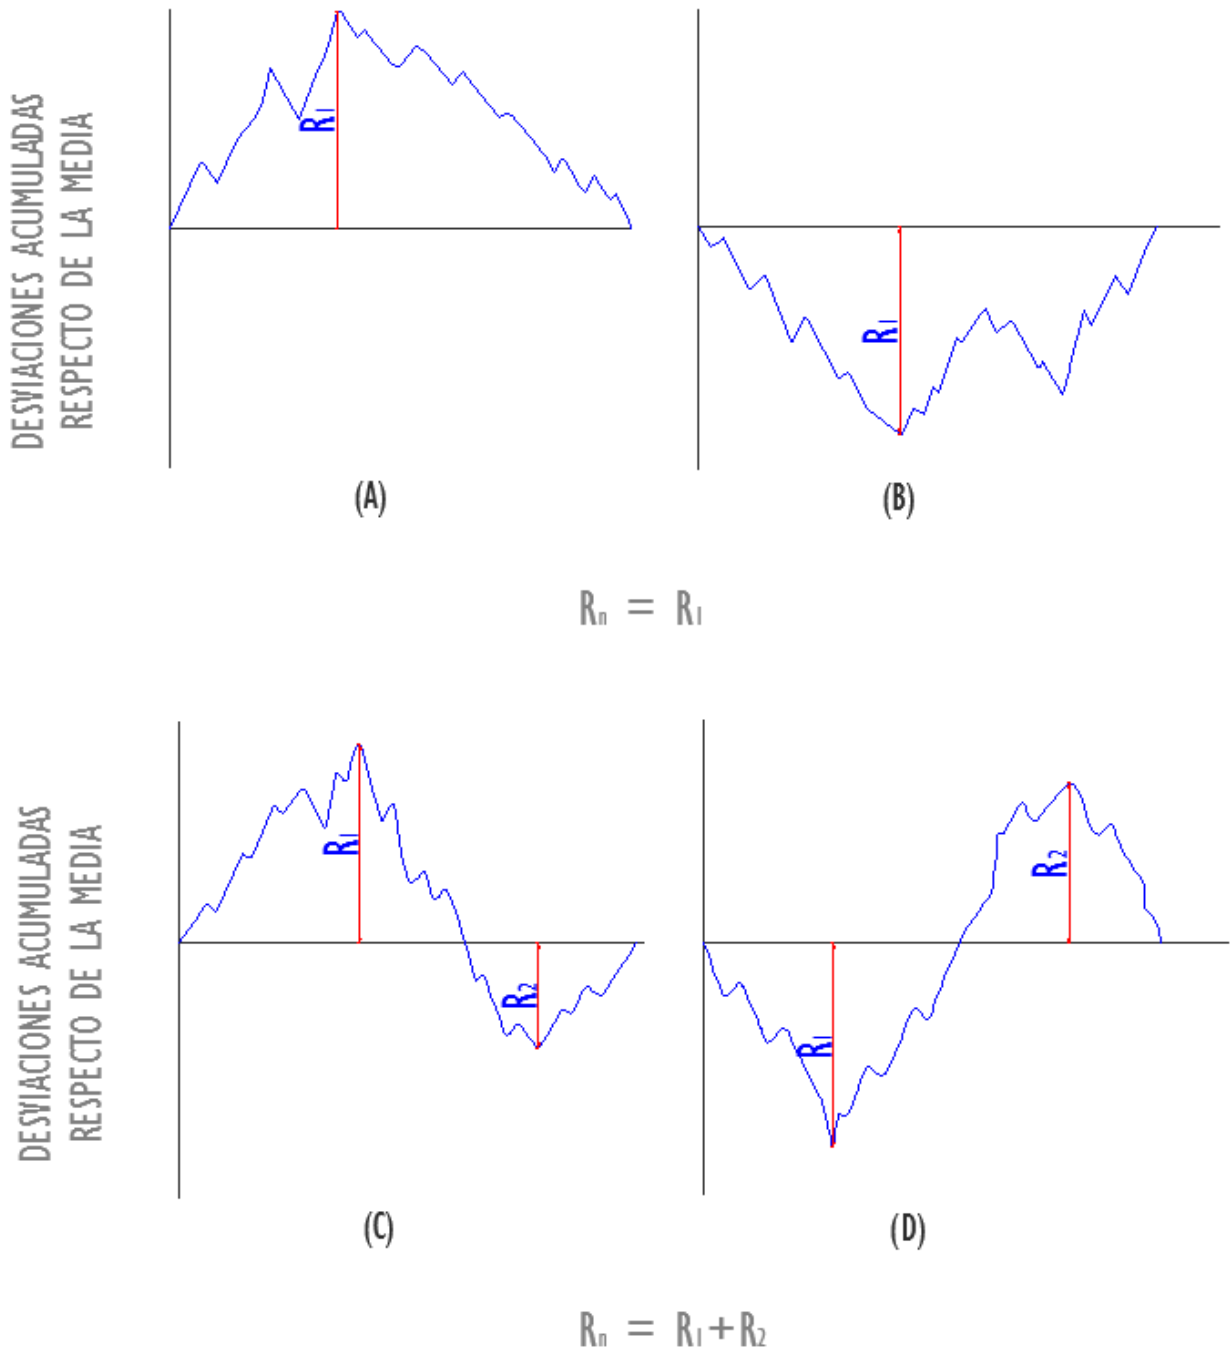 DESVIACIONES ACUMULADAS
RESPECTO DE LA MEDIA
R1
R1
(A)
(B)
Rn = R1
DESVIACIONES ACUMULADAS
RESPECTO DE LA MEDIA
R1
R2
R1
R2
(C)
(D)
Rn = R1+R2